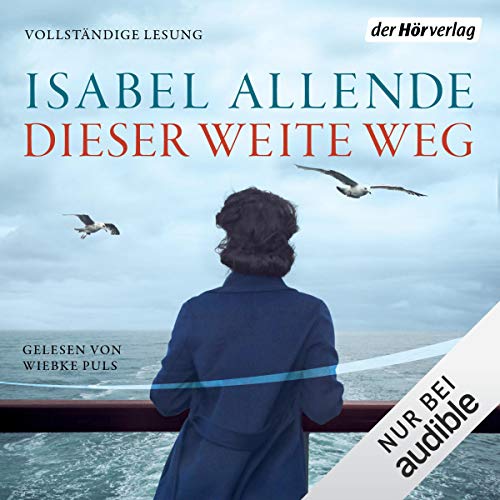 VOLLSTÄNDIGE LESUNG
der Hörverlag
ISABEL ALLENDE
DIESER WEITE WEG
GELESEN VON
WIEBKE PULS
NUR BEI
audible